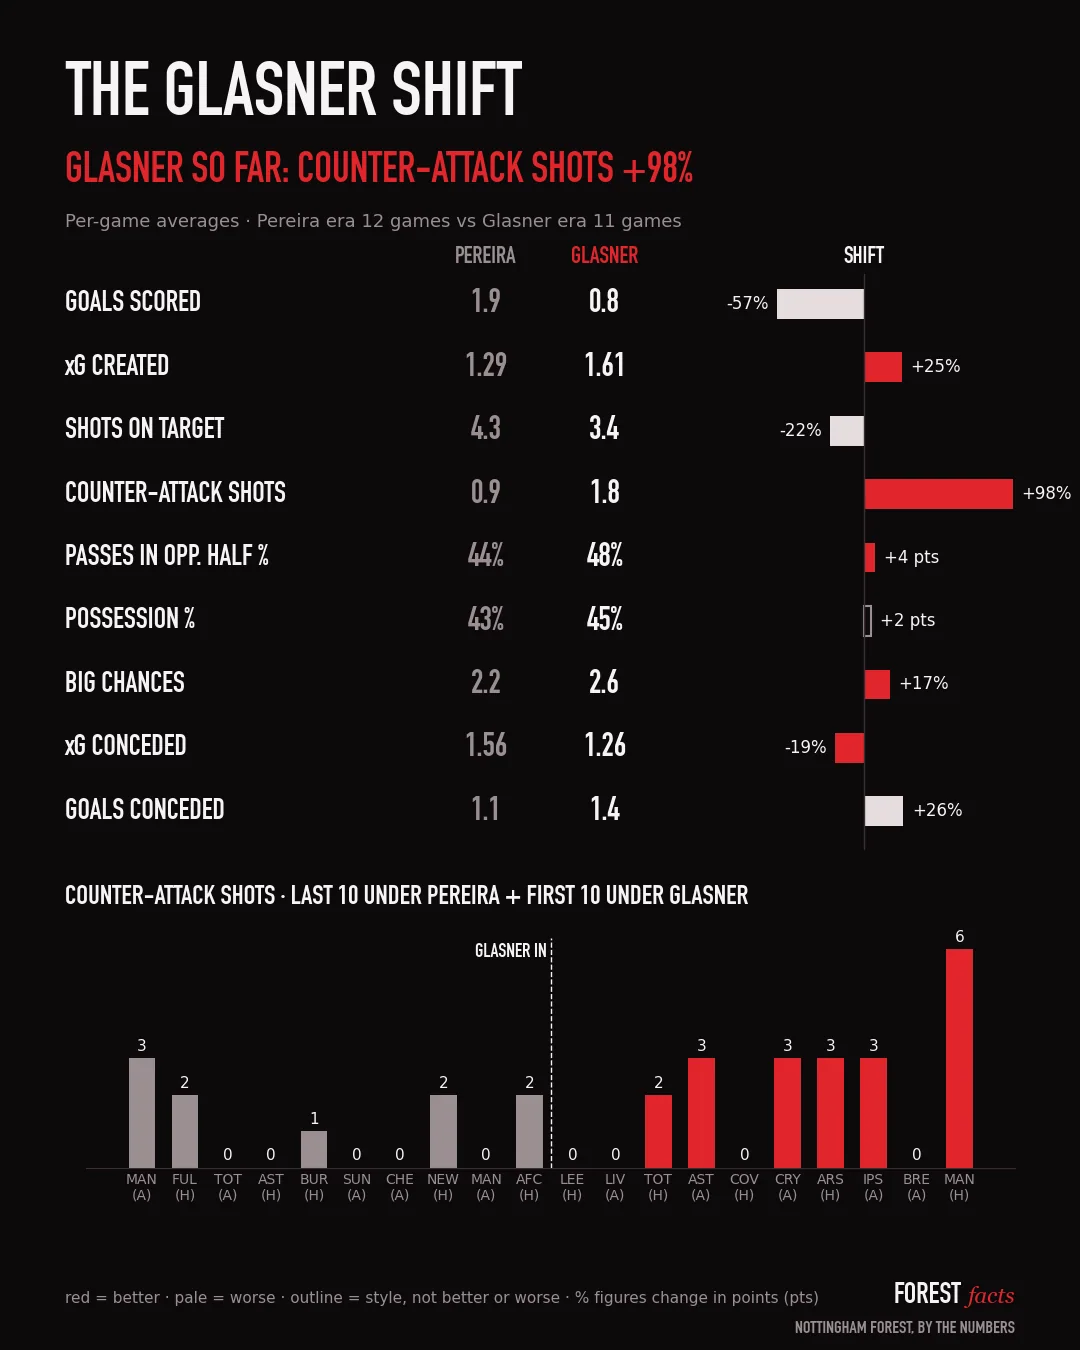 THE GLASNER SHIFT
GLASNER SO FAR: COUNTER-ATTACK SHOTS +98%
Per-game averages · Pereira era 12 games vs Glasner era 11 games
PEREIRA GLASNER SHIFT
GOALS SCORED 1.9 0.8 -57%
xG CREATED 1.29 1.61 +25%
SHOTS ON TARGET 4.3 3.4 -22%
COUNTER-ATTACK SHOTS 0.9 1.8 +98%
PASSES IN OPP. HALF % 44% 48% +4 pts
POSSESSION % 43% 45% +2 pts
BIG CHANCES 2.2 2.6 +17%
xG CONCEDED 1.56 1.26 -19%
GOALS CONCEDED 1.1 1.4 +26%
COUNTER-ATTACK SHOTS · LAST 10 UNDER PEREIRA + FIRST 10 UNDER GLASNER
GLASNER IN
3 2 0 0 1 0 0 2 0 2 0 0 2 3 0 3 3 3 0 6
MAN FUL TOT AST BUR SUN CHE NEW MAN AFC LEE LIV TOT AST COV CRY ARS IPS BRE MAN
(A) (H) (A) (H) (H) (A) (A) (H) (A) (H) (H) (A) (H) (A) (H) (A) (H) (A) (A) (H)
red = better · pale = worse · outline = style, not better or worse · % figures change in points (pts)
FOREST facts
NOTTINGHAM FOREST, BY THE NUMBERS